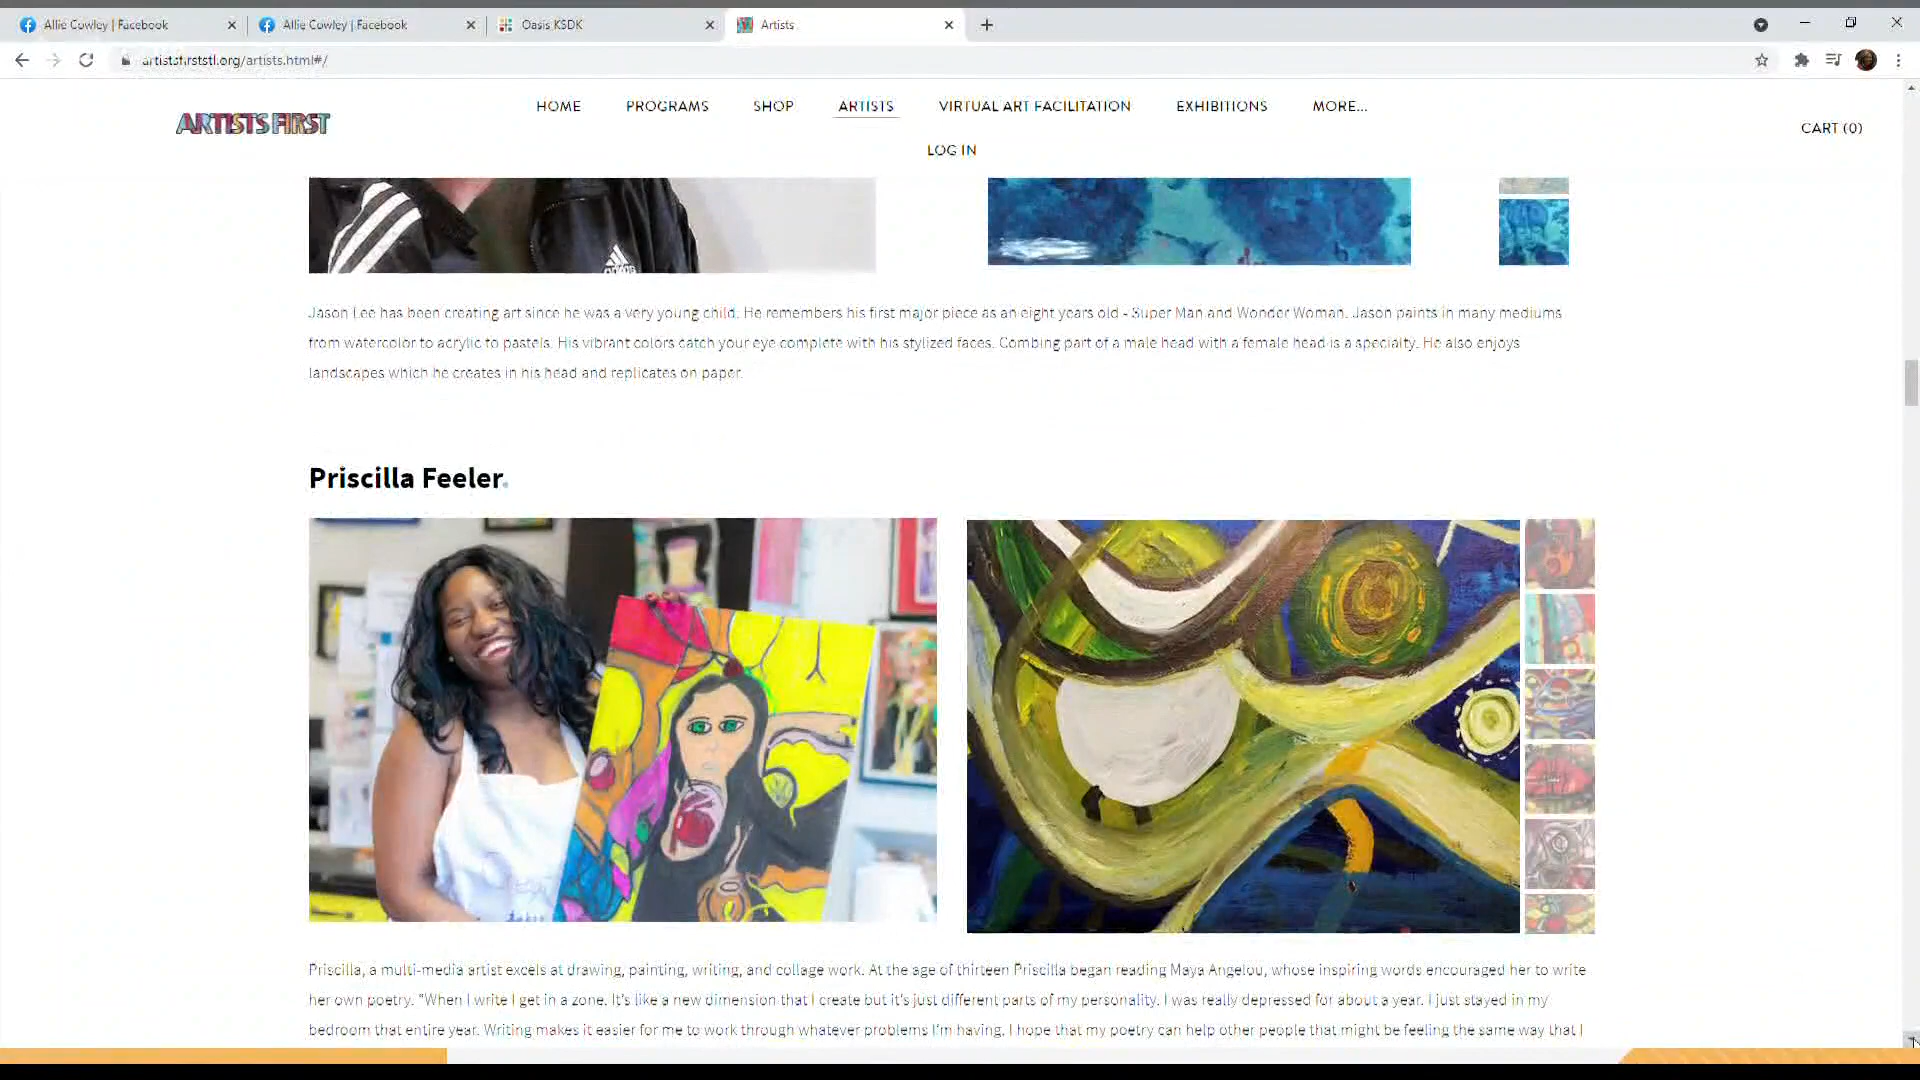 Allie Cowley | Facebook
Allie Cowley | Facebook
Oasis KSDK
Artists
artistsfirststl.org/artists.html#/
ARTISTS FIRST
HOME
PROGRAMS
SHOP
ARTISTS
VIRTUAL ART FACILITATION
EXHIBITIONS
MORE...
LOG IN
CART (0)
adidas
Jason Lee has been creating art since he was a very young child. He remembers his first major piece as an eight years old - Super Man and Wonder Woman. Jason paints in many mediums
from watercolor to acrylic to pastels. His vibrant colors catch your eye complete with his stylized faces. Combing part of a male head with a female head is a specialty. He also enjoys
landscapes which he creates in his head and replicates on paper.
Priscilla Feeler.
Priscilla, a multi-media artist excels at drawing, painting, writing, and collage work. At the age of thirteen Priscilla began reading Maya Angelou, whose inspiring words encouraged her to write
her own poetry. "When I write I get in a zone. It's like a new dimension that I create but it's just different parts of my personality. I was really depressed for about a year. I just stayed in my
bedroom that entire year. Writing makes it easier for me to work through whatever problems I'm having. I hope that my poetry can help other people that might be feeling the same way that I